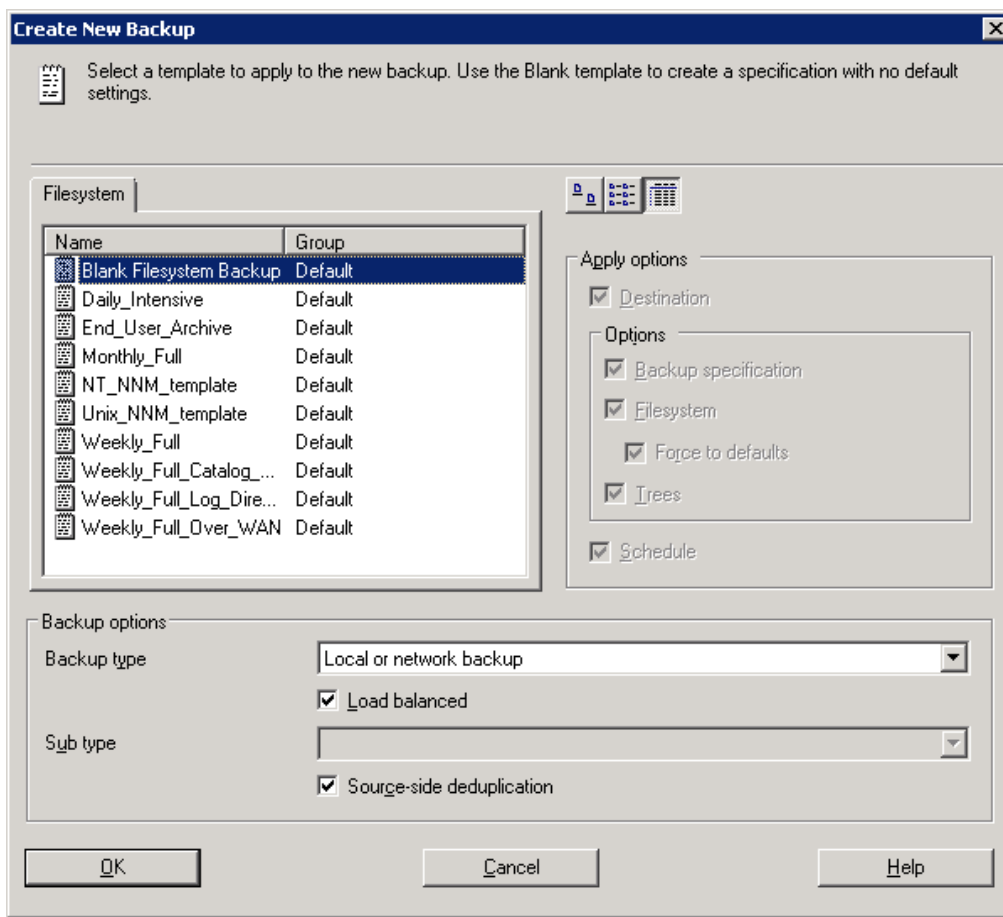 Create New Backup
Select a template to apply to the new backup. Use the Blank template to create a specification with no default
settings.
Filesystem
Name Group
Blank Filesystem Backup Default
Daily_Intensive Default
End_User_Archive Default
Monthly_Full Default
NT_NNM_template Default
Unix_NNM_template Default
Weekly_Full Default
Weekly_Full_Catalog_... Default
Weekly_Full_Log_Dire... Default
Weekly_Full_Over_WAN Default
Apply options
Destination
Options
Backup specification
Filesystem
Force to defaults
Trees
Schedule
Backup options
Backup type Local or network backup
Load balanced
Sub type
Source-side deduplication
OK Cancel Help